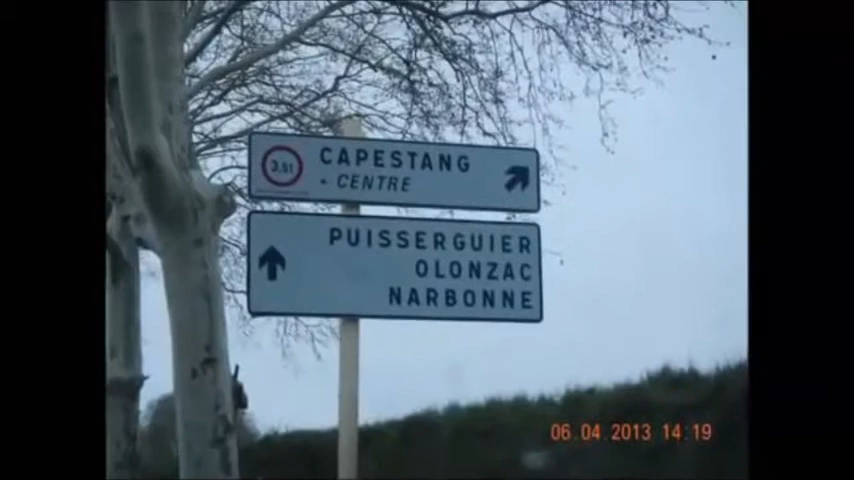 3.5t
CAPESTANG
CENTRE
PUISSERGUIER
OLONZAC
NARBONNE
06.04.2013 14:19